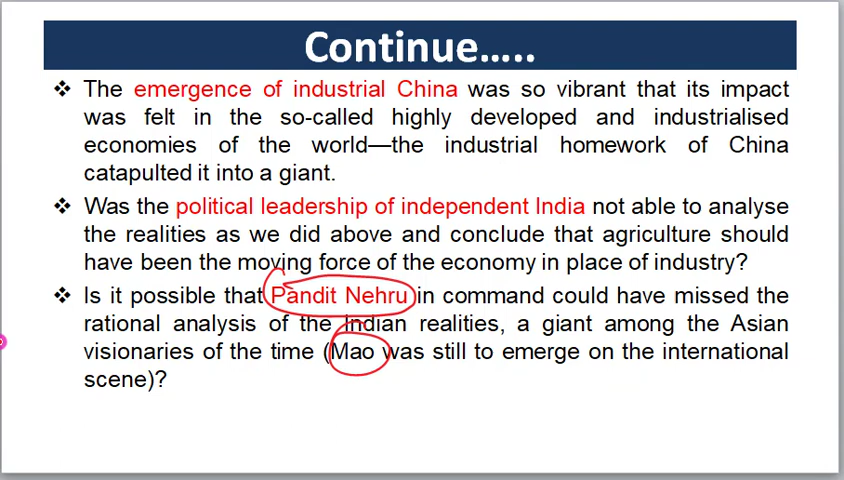 Continue…..
❖ The emergence of industrial China was so vibrant that its impact
was felt in the so-called highly developed and industrialised
economies of the world—the industrial homework of China
catapulted it into a giant.
❖ Was the political leadership of independent India not able to analyse
the realities as we did above and conclude that agriculture should
have been the moving force of the economy in place of industry?
❖ Is it possible that Pandit Nehru in command could have missed the
rational analysis of the Indian realities, a giant among the Asian
visionaries of the time (Mao was still to emerge on the international
scene)?